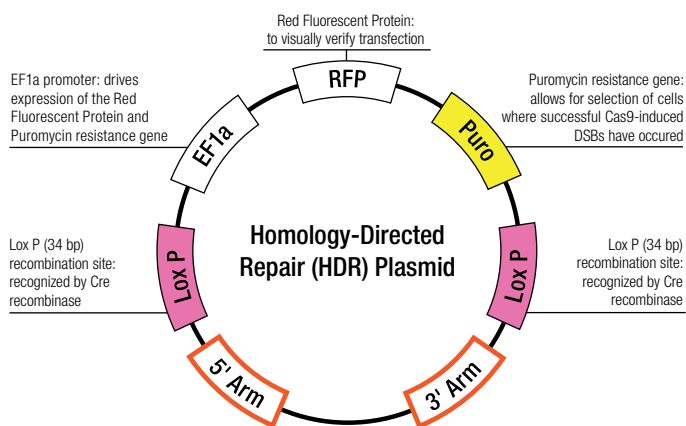 Red Fluorescent Protein:
to visually verify transfection
RFP
EF1a promoter: drives
expression of the Red
Fluorescent Protein and
Puromycin resistance gene
EF1a
Puromycin resistance gene:
allows for selection of cells
where successful Cas9-induced
DSBs have occured
Puro
Homology-Directed
Repair (HDR) Plasmid
Lox P (34 bp)
recombination site:
recognized by Cre
recombinase
Lox P
Lox P
Lox P (34 bp)
recombination site:
recognized by Cre
recombinase
5' Arm
3' Arm